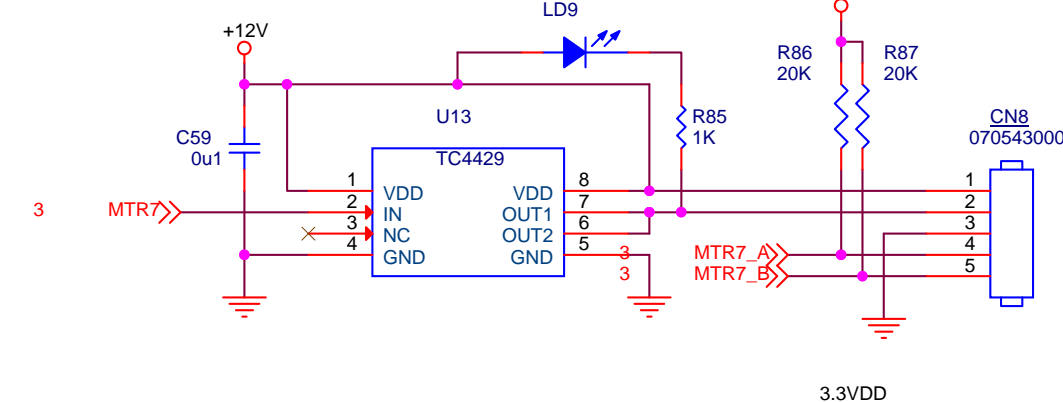 LD9
+12V
R86
20K
R87
20K
U13
R85
1K
C59
0u1
CN8
070543000
TC4429
1 VDD VDD 8 1
3 MTR7 2 IN OUT1 7 2
3 NC OUT2 6 3
4 GND GND 5 3 MTR7_A 4
3 MTR7_B 5
3.3VDD